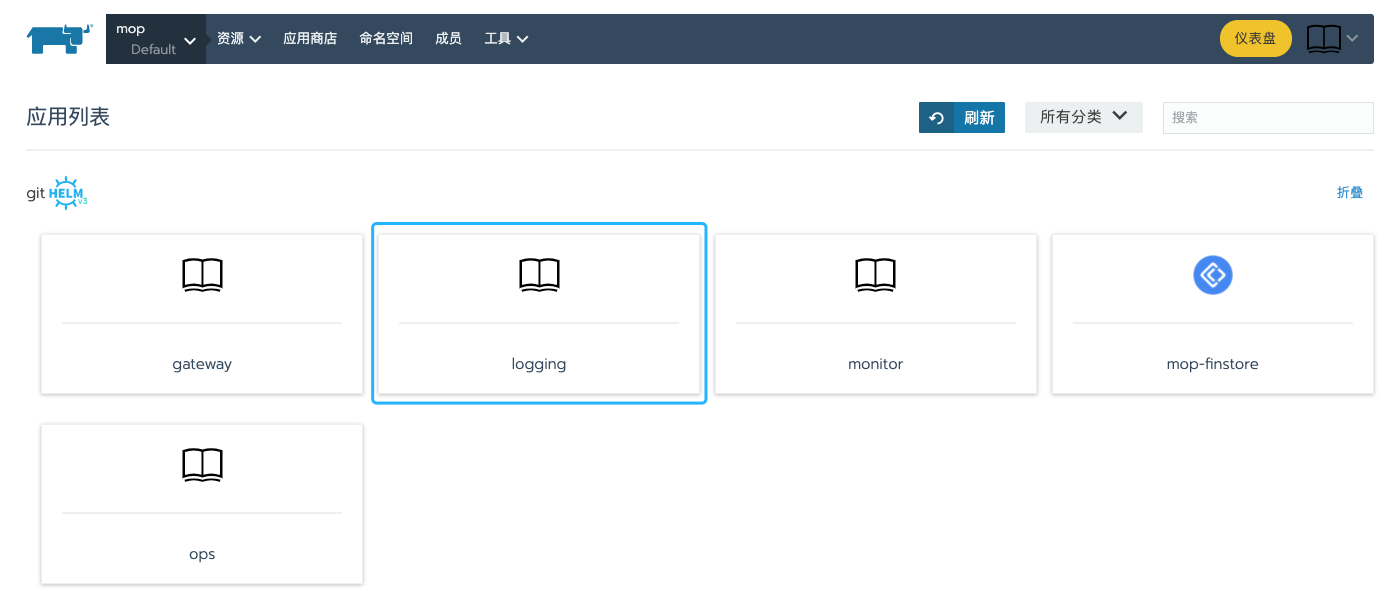 mop
Default
资源 应用商店 命名空间 成员 工具 仪表盘
应用列表 刷新 所有分类 搜索
git HELM v3 折叠
gateway logging monitor mop-finstore
ops